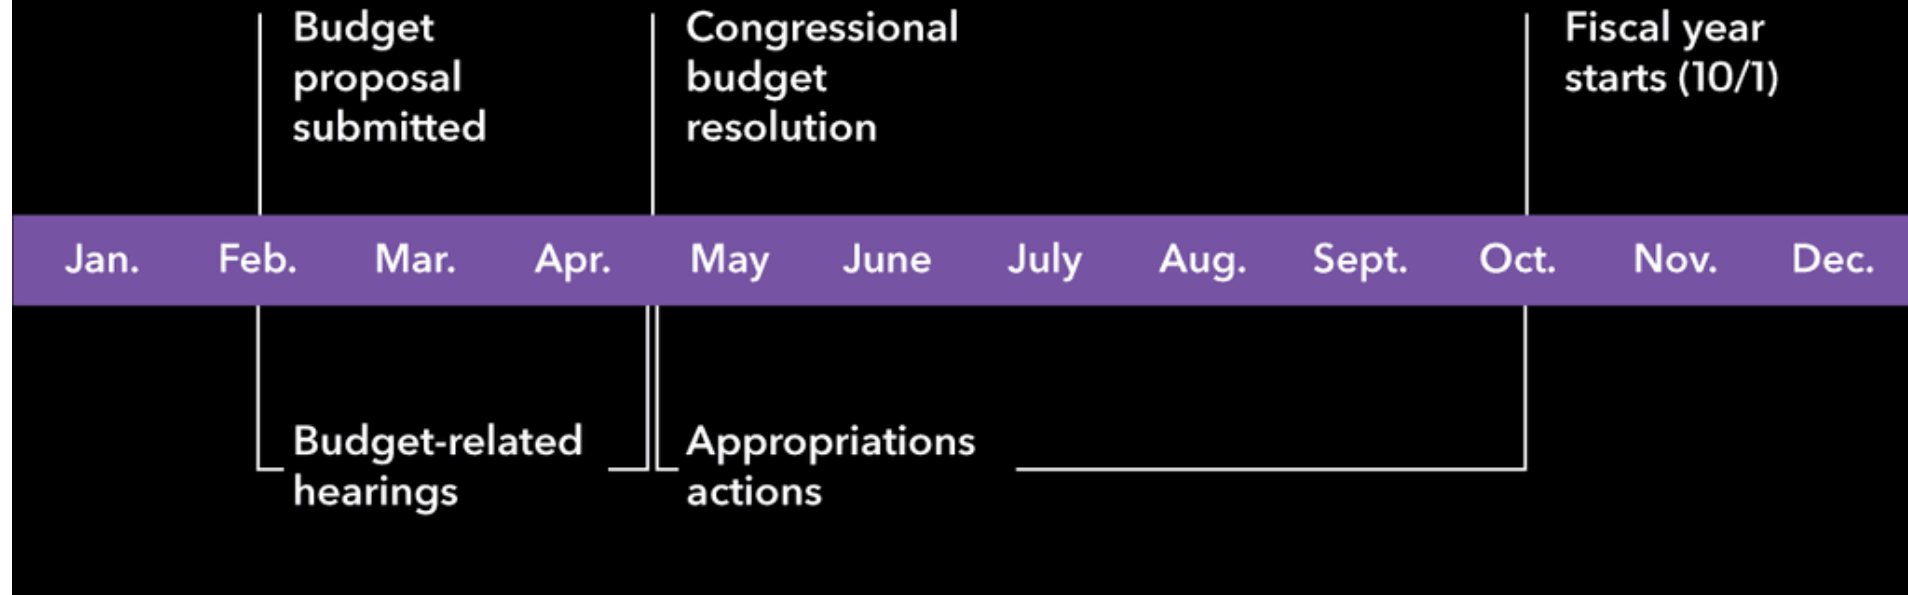 Budget
proposal
submitted
Congressional
budget
resolution
Fiscal year
starts (10/1)
Jan. Feb. Mar. Apr. May June July Aug. Sept. Oct. Nov. Dec.
Budget-related
hearings
Appropriations
actions